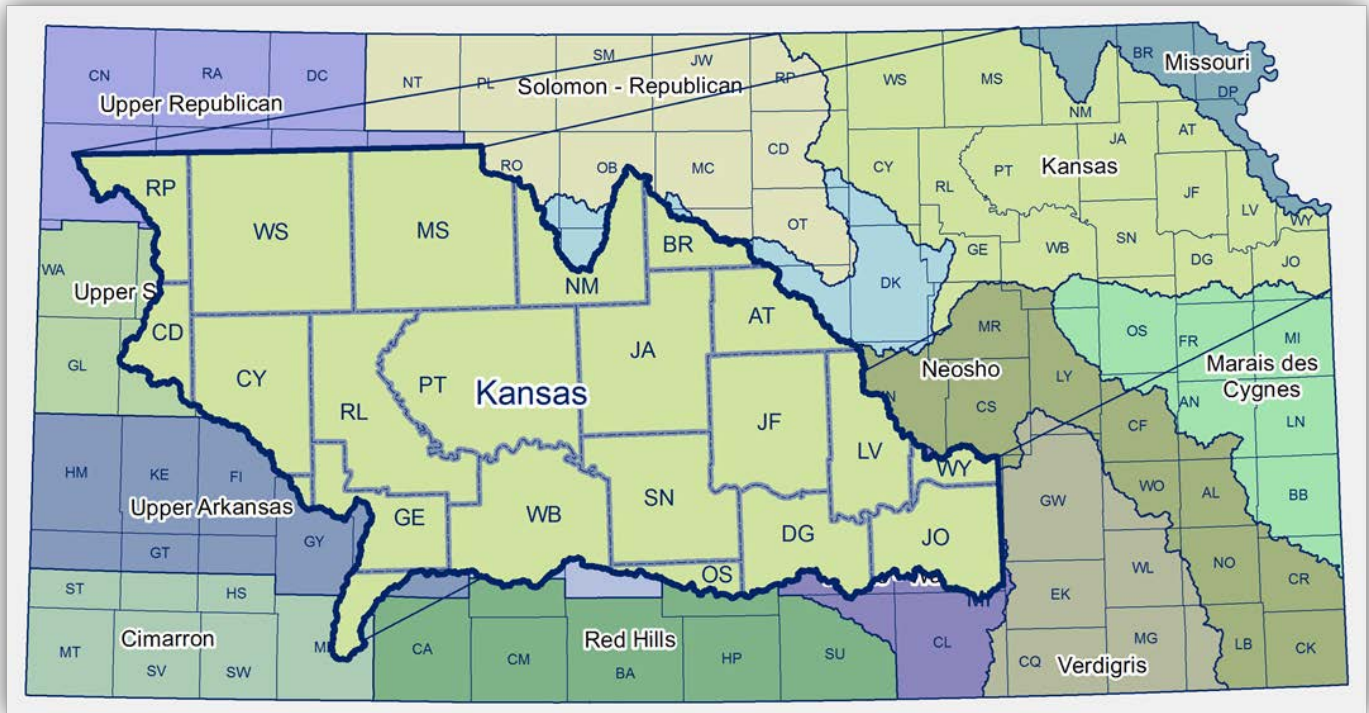 CN RA DC NT PL SM JW RP WS MS BR Missouri
Upper Republican Solomon - Republican DP
NM
RO OB MC CD CY RL PT JA AT
Kansas
JF LV WY
OT GE WB SN DG JO
DK
WA
Upper S
GL
RP WS MS BR
NM
CD CY RL PT JA AT
Kansas
JF LV WY
GE WB SN DG JO
OS
MR OS FR MI
Neosho LY Marais des
Cygnes
CS AN LN
CF
HM KE FI
Upper Arkansas
GT GY
GW WO AL BB
ST HS EK WL NO CR
Cimarron Red Hills
MT SV SW CA CM BA HP SU CL
CQ MG LB CK
Verdigris